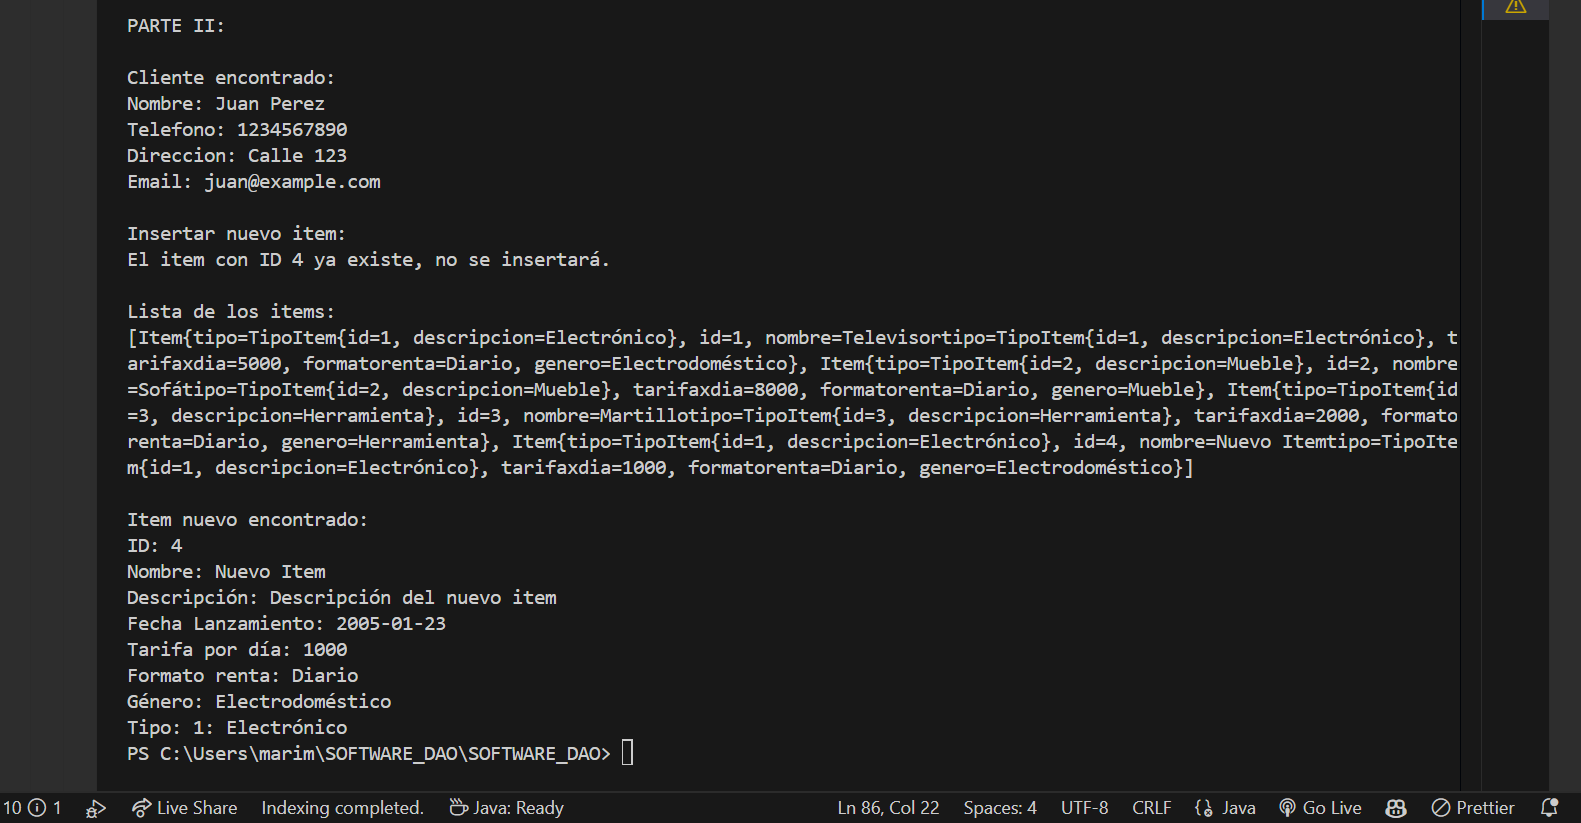 PARTE II:
Cliente encontrado:
Nombre: Juan Perez
Telefono: 1234567890
Direccion: Calle 123
Email: juan@example.com
Insertar nuevo item:
El item con ID 4 ya existe, no se insertará.
Lista de los items:
[Item{tipo=TipoItem{id=1, descripcion=Electrónico}, id=1, nombre=Televisortipo=TipoItem{id=1, descripcion=Electrónico}, t
arifaxdia=5000, formatorenta=Diario, genero=Electrodoméstico}, Item{tipo=TipoItem{id=2, descripcion=Mueble}, id=2, nombre
=Sofátipo=TipoItem{id=2, descripcion=Mueble}, tarifaxdia=8000, formatorenta=Diario, genero=Mueble}, Item{tipo=TipoItem{id
=3, descripcion=Herramienta}, id=3, nombre=Martillotipo=TipoItem{id=3, descripcion=Herramienta}, tarifaxdia=2000, formato
renta=Diario, genero=Herramienta}, Item{tipo=TipoItem{id=1, descripcion=Electrónico}, id=4, nombre=Nuevo Itemtipo=TipoIte
m{id=1, descripcion=Electrónico}, tarifaxdia=1000, formatorenta=Diario, genero=Electrodoméstico}]
Item nuevo encontrado:
ID: 4
Nombre: Nuevo Item
Descripción: Descripción del nuevo item
Fecha Lanzamiento: 2005-01-23
Tarifa por día: 1000
Formato renta: Diario
Género: Electrodoméstico
Tipo: 1: Electrónico
PS C:\Users\marim\SOFTWARE_DAO\SOFTWARE_DAO>
10 1 Live Share Indexing completed. Java: Ready Ln 86, Col 22 Spaces: 4 UTF-8 CRLF Java Go Live Prettier